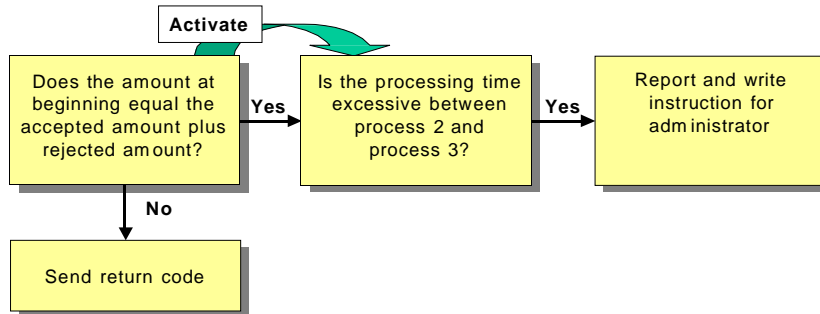 Activate
Does the amount at
beginning equal the
accepted amount plus
rejected amount?
Yes
Is the processing time
excessive between
process 2 and
process 3?
Yes
Report and write
instruction for
administrator
No
Send return code